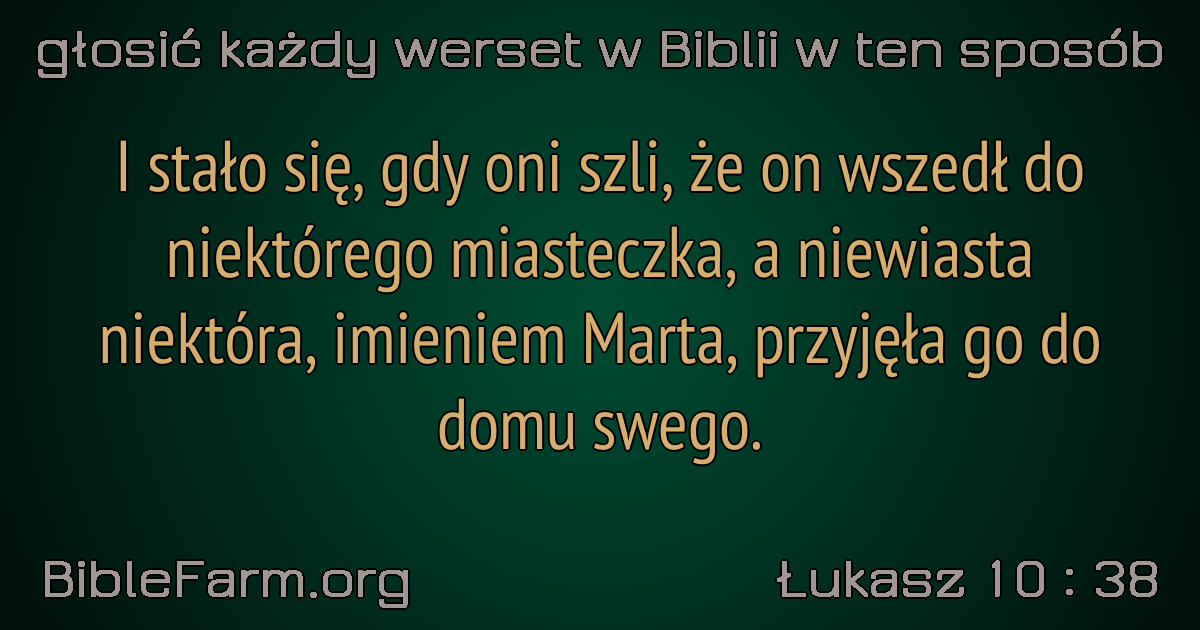 głosić każdy werset w Biblii w ten sposób
I stało się, gdy oni szli, że on wszedł do
niektórego miasteczka, a niewiasta
niektóra, imieniem Marta, przyjęła go do
domu swego.
BibleFarm.org
Łukasz 10 : 38